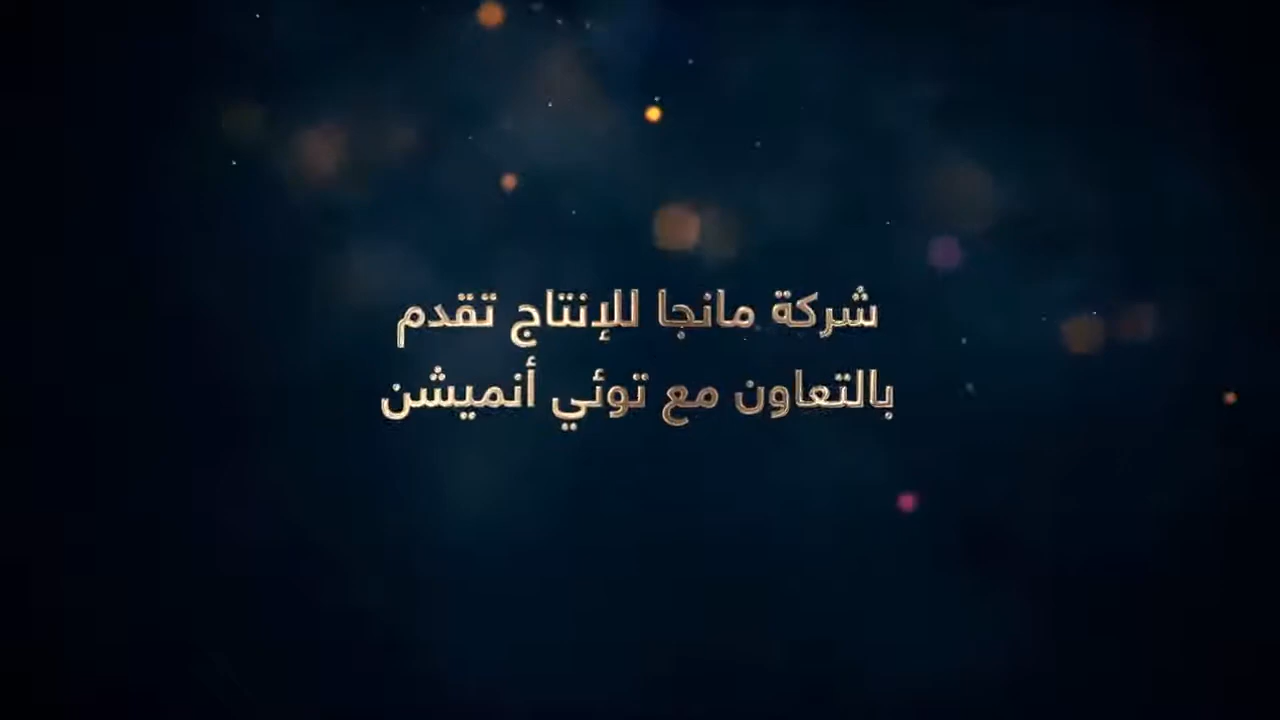 شركة مانجا للإنتاج تقدم
بالتعاون مع توئي أنميشن